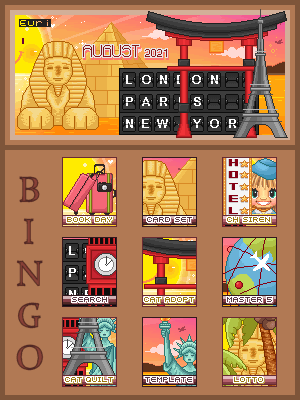 Euri
AUGUST 2021
LONDON
PARIS
NEW YOR
BINGO
BOOK DAY
CARD SET
HOTEL
CH SIREN
L
P
SEARCH
CAT ADOPT
MASTER 5
CAT QUILT
TEMPLATE
LOTTO